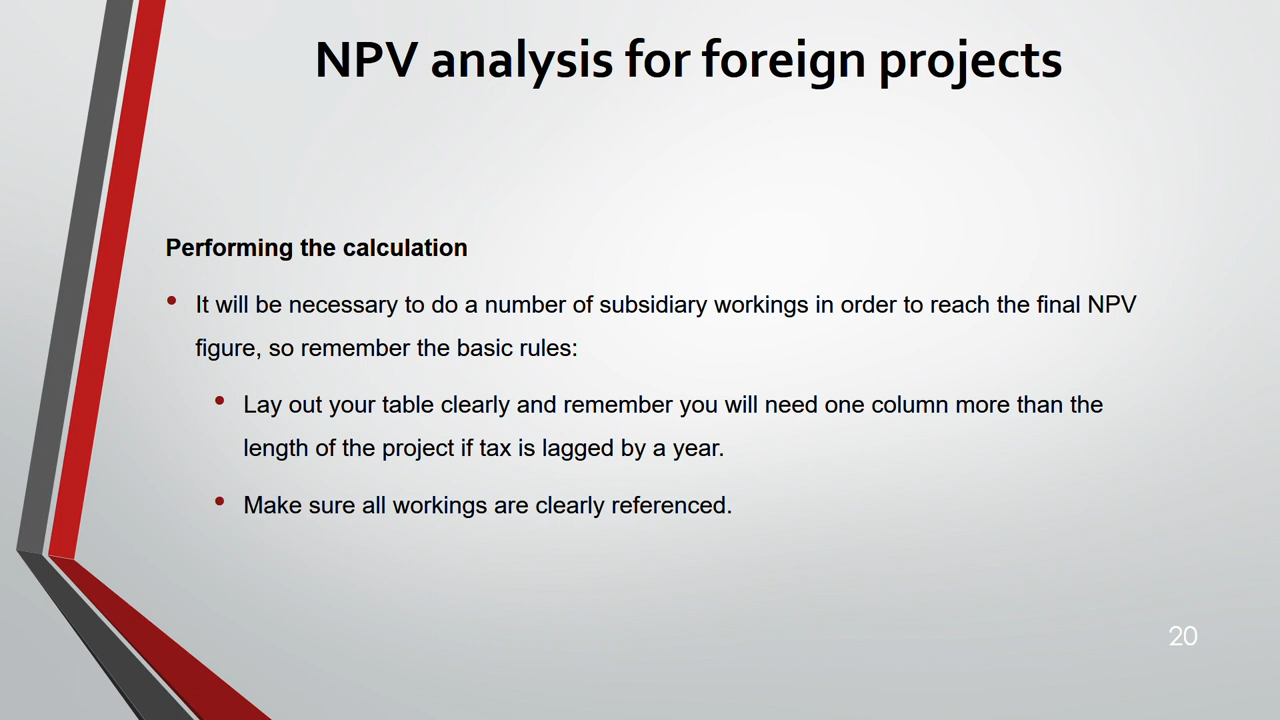 NPV analysis for foreign projects
Performing the calculation
• It will be necessary to do a number of subsidiary workings in order to reach the final NPV
figure, so remember the basic rules:
• Lay out your table clearly and remember you will need one column more than the
length of the project if tax is lagged by a year.
• Make sure all workings are clearly referenced.
20